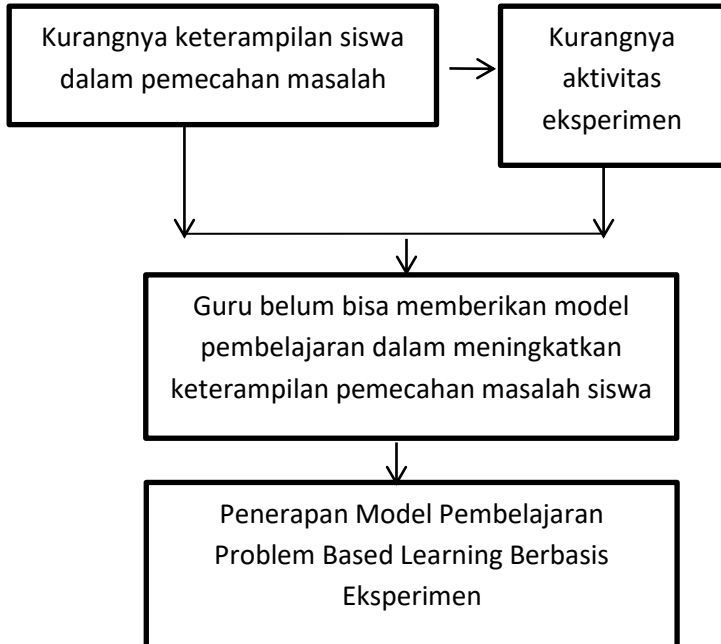 Kurangnya keterampilan siswa
dalam pemecahan masalah
Kurangnya
aktivitas
eksperimen
Guru belum bisa memberikan model
pembelajaran dalam meningkatkan
keterampilan pemecahan masalah siswa
Penerapan Model Pembelajaran
Problem Based Learning Berbasis
Eksperimen